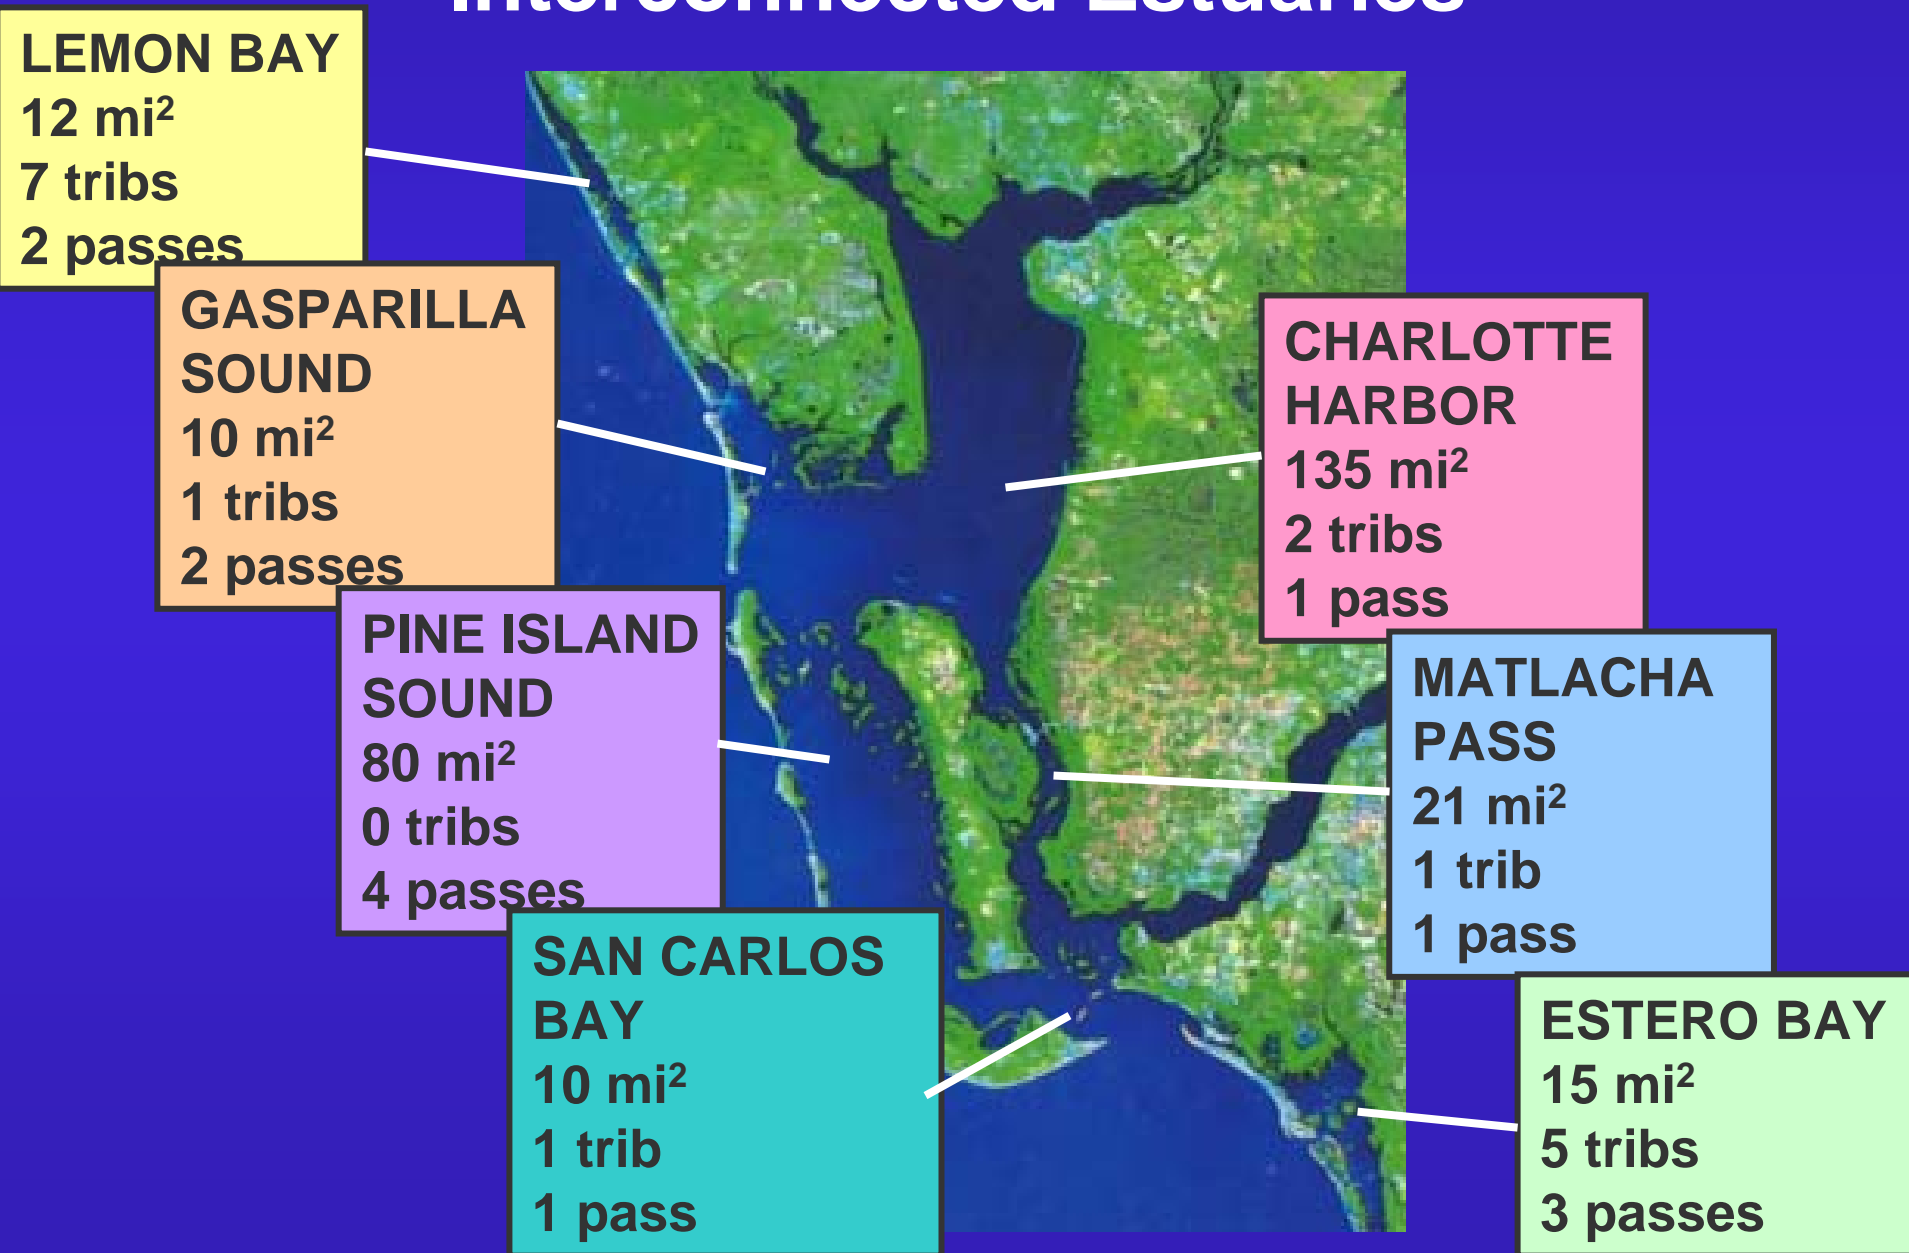 Interconnected Estuaries
LEMON BAY
12 mi²
7 tribs
2 passes
GASPARILLA
SOUND
10 mi²
1 tribs
2 passes
PINE ISLAND
SOUND
80 mi²
0 tribs
4 passes
SAN CARLOS
BAY
10 mi²
1 trib
1 pass
CHARLOTTE
HARBOR
135 mi²
2 tribs
1 pass
MATLACHA
PASS
21 mi²
1 trib
1 pass
ESTERO BAY
15 mi²
5 tribs
3 passes